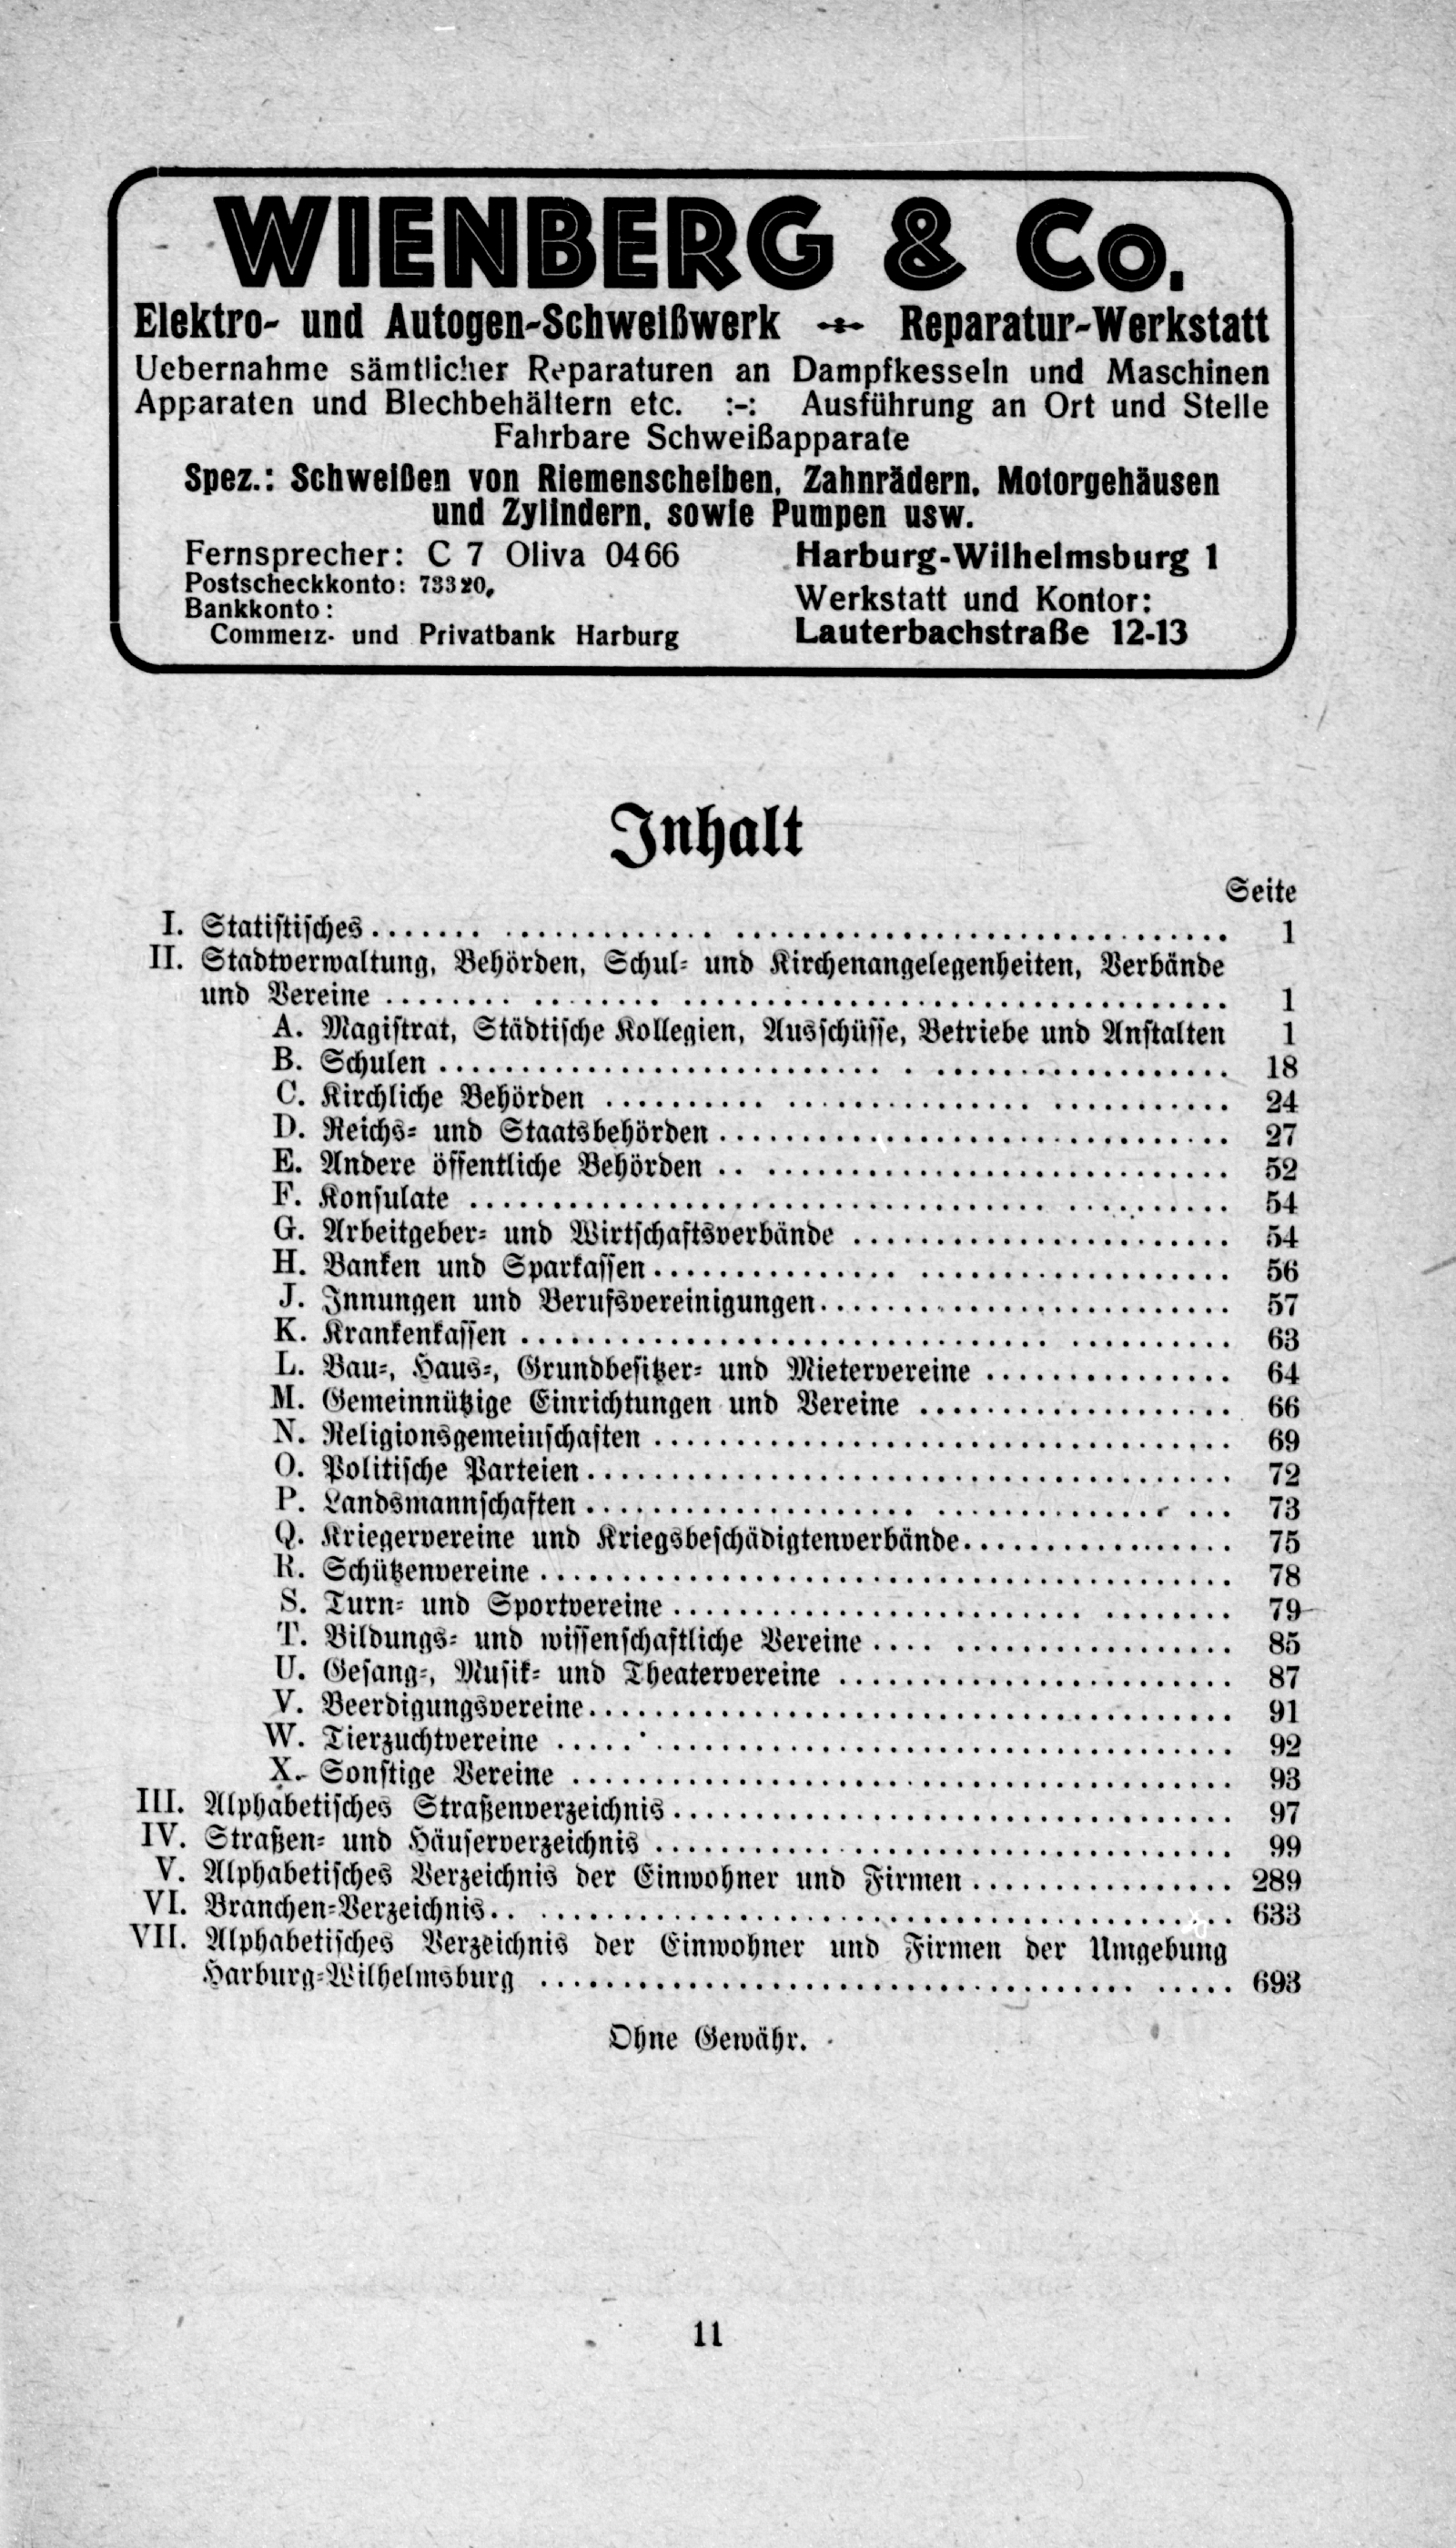 WIENBERG & Co.
Elektro- und Autogen-Schweißwerk -:- Reparatur-Werkstatt
Uebernahme sämtlicher Reparaturen an Dampfkesseln und Maschinen
Apparaten und Blechbehältern etc. :-: Ausführung an Ort und Stelle
Fahrbare Schweißapparate
Spez.: Schweißen von Riemenscheiben, Zahnrädern, Motorgehäusen
und Zylindern, sowie Pumpen usw.
Fernsprecher: C 7 Oliva 0466
Postscheckkonto: 73320,
Bankkonto:
Commerz- und Privatbank Harburg
Harburg-Wilhelmsburg 1
Werkstatt und Kontor:
Lauterbachstraße 12-13
Inhalt
Seite
I. Statistisches 1
II. Stadtverwaltung, Behörden, Schul- und Kirchenangelegenheiten, Verbände
und Vereine 1
A. Magistrat, Städtische Kollegien, Ausschüsse, Betriebe und Anstalten 1
B. Schulen 18
C. Kirchliche Behörden 24
D. Reichs- und Staatsbehörden 27
E. Andere öffentliche Behörden 52
F. Konsulate 54
G. Arbeitgeber- und Wirtschaftsverbände 54
H. Banken und Sparkassen 56
J. Innungen und Berufsvereinigungen 57
K. Krankenkassen 63
L. Bau-, Haus-, Grundbesitzer- und Mietervereine 64
M. Gemeinnützige Einrichtungen und Vereine 66
N. Religionsgemeinschaften 69
O. Politische Parteien 72
P. Landsmannschaften 73
Q. Kriegervereine und Kriegsbeschädigtenverbände 75
R. Schützenvereine 78
S. Turn- und Sportvereine 79
T. Bildungs- und wissenschaftliche Vereine 85
U. Gesang-, Musik- und Theatervereine 87
V. Beerdigungsvereine 91
W. Tierzuchtvereine 92
X. Sonstige Vereine 93
III. Alphabetisches Straßenverzeichnis 97
IV. Straßen- und Häuserverzeichnis 99
V. Alphabetisches Verzeichnis der Einwohner und Firmen 289
VI. Branchen-Verzeichnis 633
VII. Alphabetisches Verzeichnis der Einwohner und Firmen der Umgebung
Harburg-Wilhelmsburg 693
Ohne Gewähr.
11